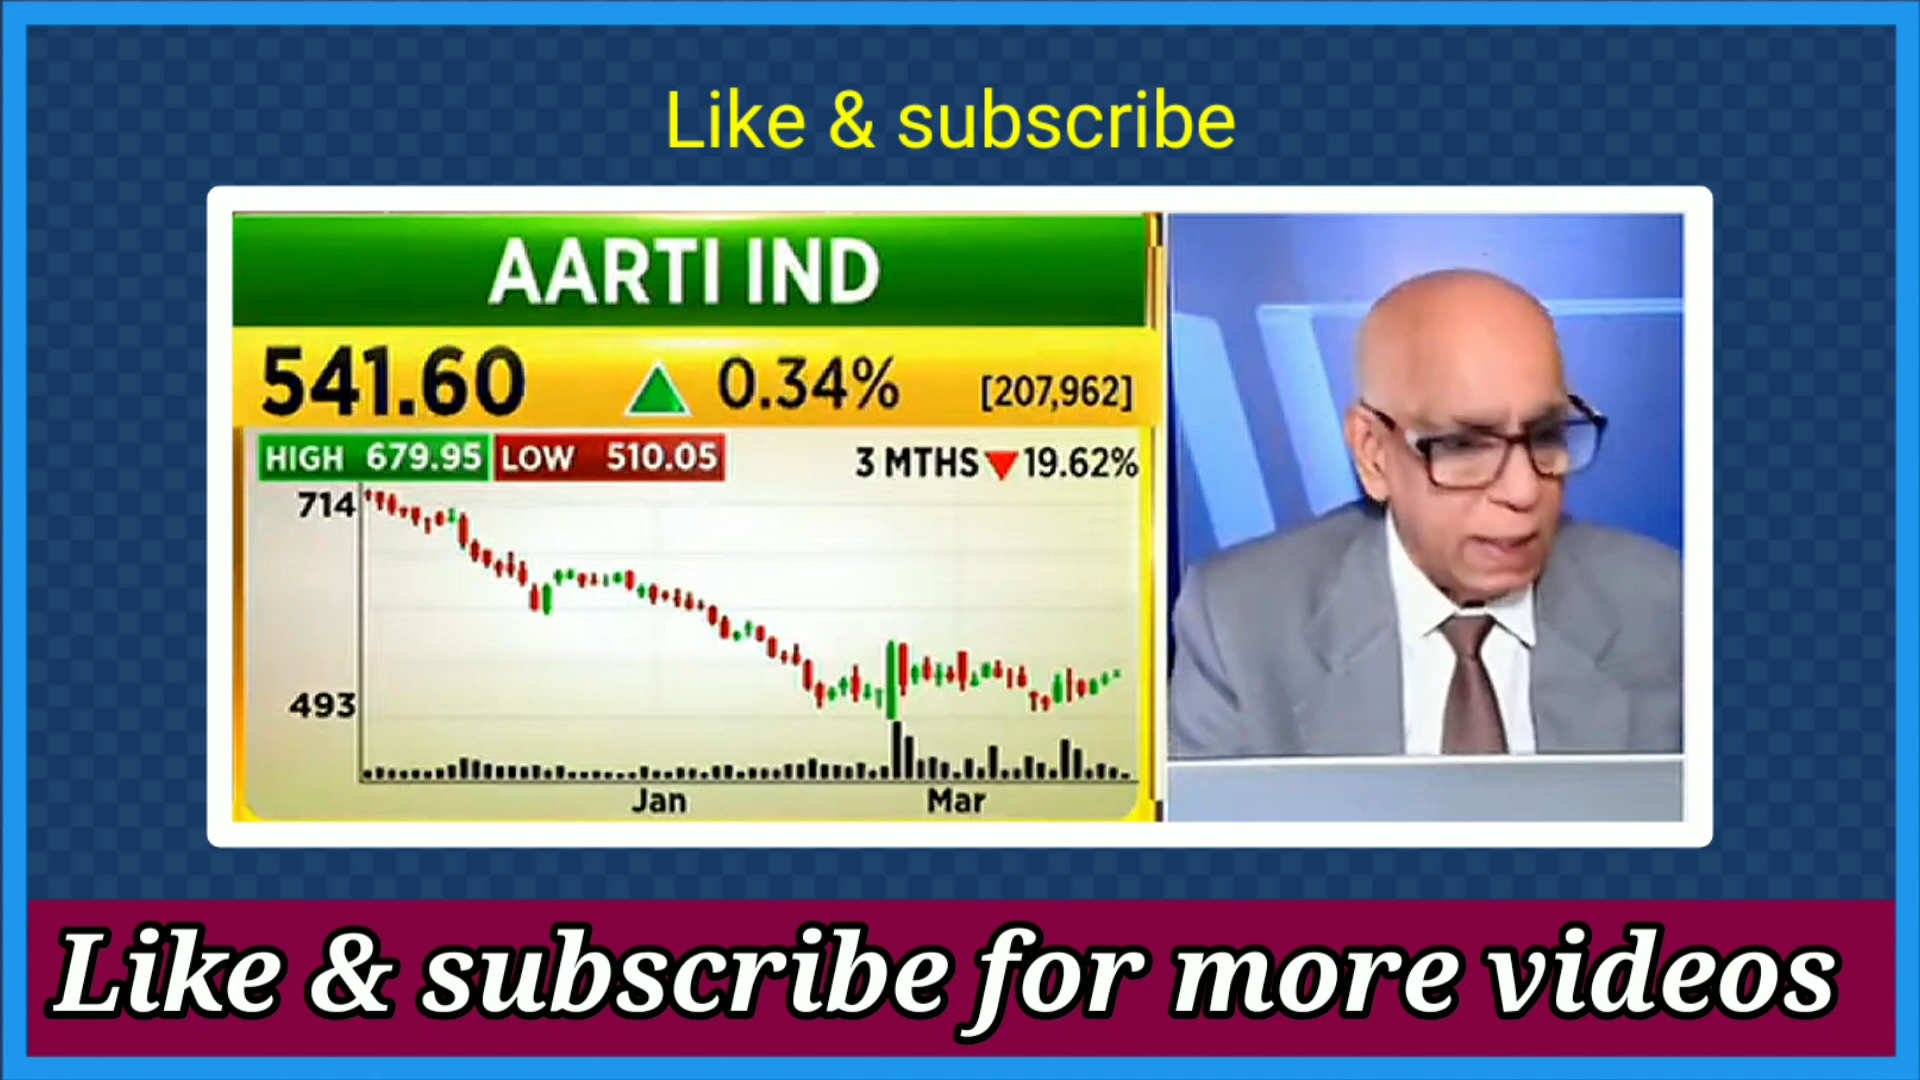 Like & subscribe
AARTI IND
541.60 ▲ 0.34% [207,962]
HIGH 679.95 LOW 510.05 3 MTHS ▼ 19.62%
714
493
Jan Mar
Like & subscribe for more videos